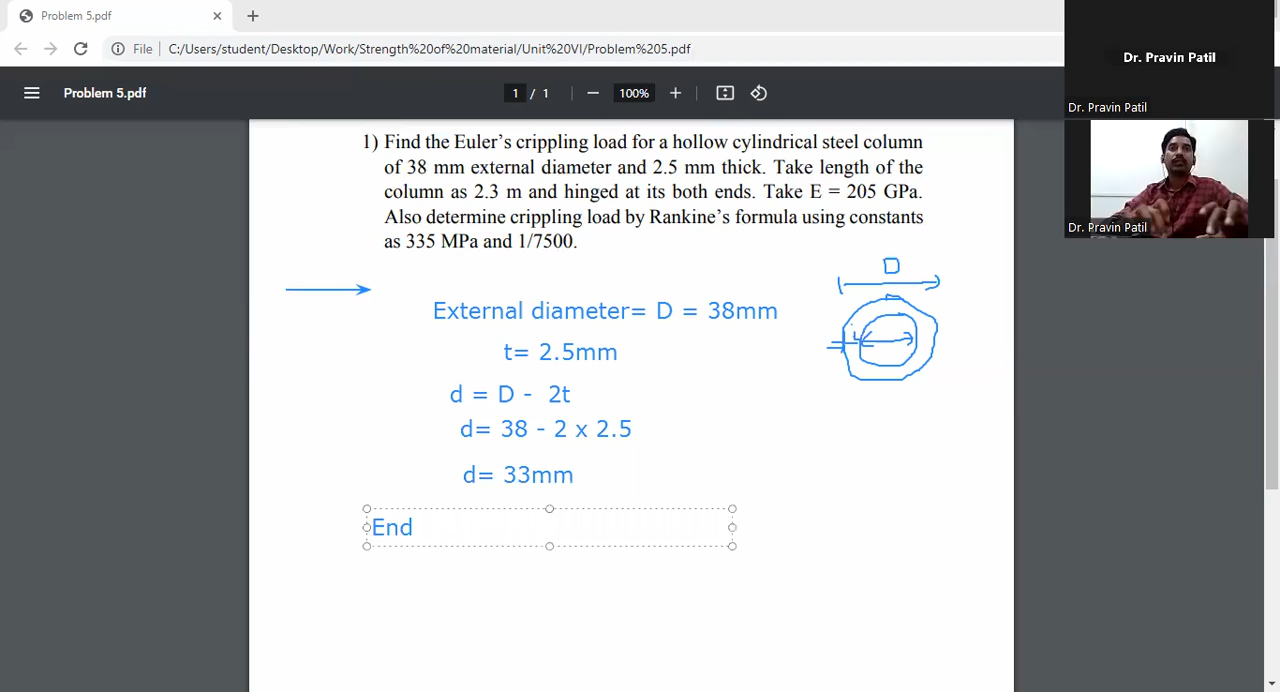 Problem 5.pdf
File
C:/Users/student/Desktop/Work/Strength%20of%20material/Unit%20VI/Problem%205.pdf
Dr. Pravin Patil
Dr. Pravin Patil
Problem 5.pdf
1 / 1
100%
Dr. Pravin Patil
1) Find the Euler’s crippling load for a hollow cylindrical steel column
of 38 mm external diameter and 2.5 mm thick. Take length of the
column as 2.3 m and hinged at its both ends. Take E = 205 GPa.
Also determine crippling load by Rankine’s formula using constants
as 335 MPa and 1/7500.
D
External diameter= D = 38mm
t= 2.5mm
d = D - 2t
d= 38 - 2 x 2.5
d= 33mm
End